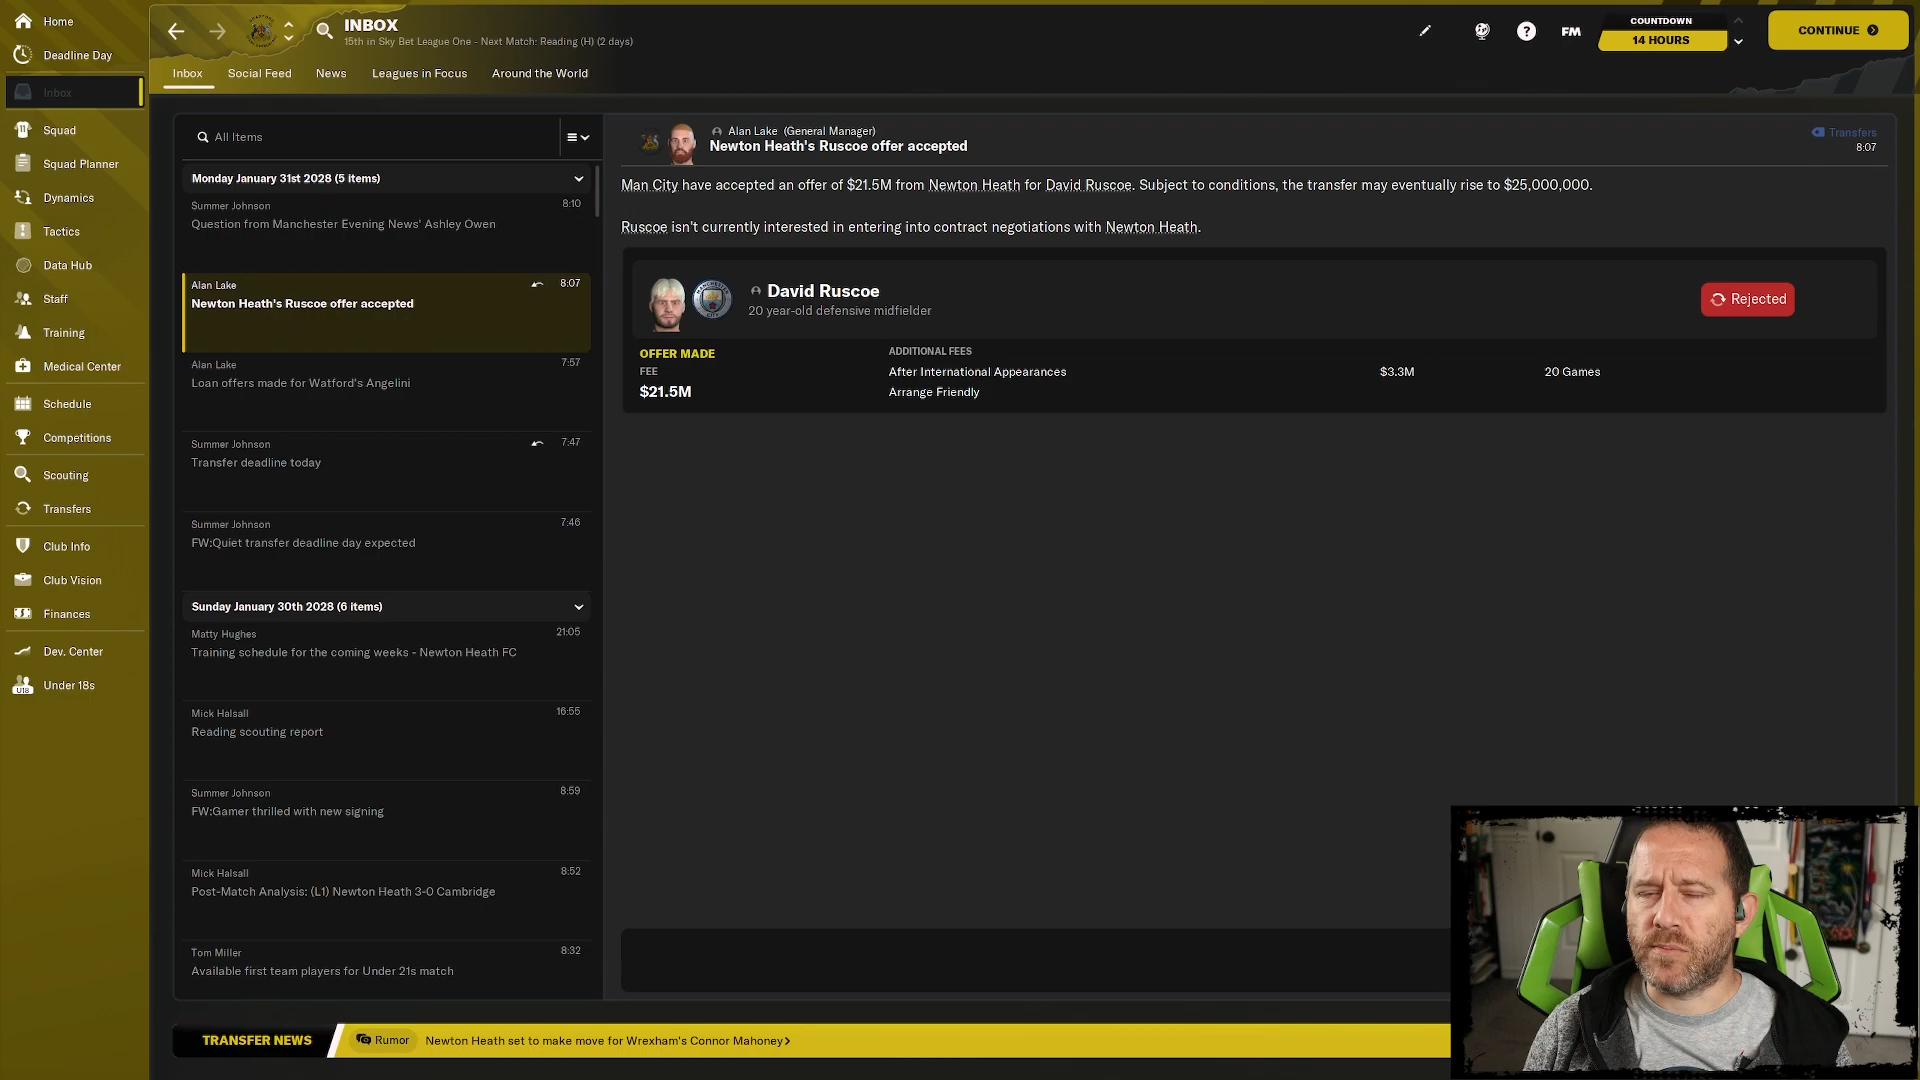 Home
Deadline Day
Inbox
Squad
Squad Planner
Dynamics
Tactics
Data Hub
Staff
Training
Medical Center
Schedule
Competitions
Scouting
Transfers
Club Info
Club Vision
Finances
Dev. Center
Under 18s
INBOX
15th in Sky Bet League One - Next Match: Reading (H) (2 days)
FM
COUNTDOWN
14 HOURS
CONTINUE
Inbox Social Feed News Leagues in Focus Around the World
All Items
Monday January 31st 2028 (5 items)
Summer Johnson 8:10
Question from Manchester Evening News' Ashley Owen
Alan Lake 8:07
Newton Heath's Ruscoe offer accepted
Alan Lake 7:57
Loan offers made for Watford's Angelini
Summer Johnson 7:47
Transfer deadline today
Summer Johnson 7:46
FW:Quiet transfer deadline day expected
Sunday January 30th 2028 (6 items)
Matty Hughes 21:05
Training schedule for the coming weeks - Newton Heath FC
Mick Halsall 16:55
Reading scouting report
Summer Johnson 8:59
FW:Gamer thrilled with new signing
Mick Halsall 8:52
Post-Match Analysis: (L1) Newton Heath 3-0 Cambridge
Tom Miller 8:32
Available first team players for Under 21s match
Alan Lake (General Manager)
Newton Heath's Ruscoe offer accepted
Transfers
8:07
Man City have accepted an offer of $21.5M from Newton Heath for David Ruscoe. Subject to conditions, the transfer may eventually rise to $25,000,000.
Ruscoe isn't currently interested in entering into contract negotiations with Newton Heath.
David Ruscoe
20 year-old defensive midfielder
Rejected
OFFER MADE
FEE
$21.5M
ADDITIONAL FEES
After International Appearances $3.3M 20 Games
Arrange Friendly
TRANSFER NEWS
Rumor
Newton Heath set to make move for Wrexham's Connor Mahoney>